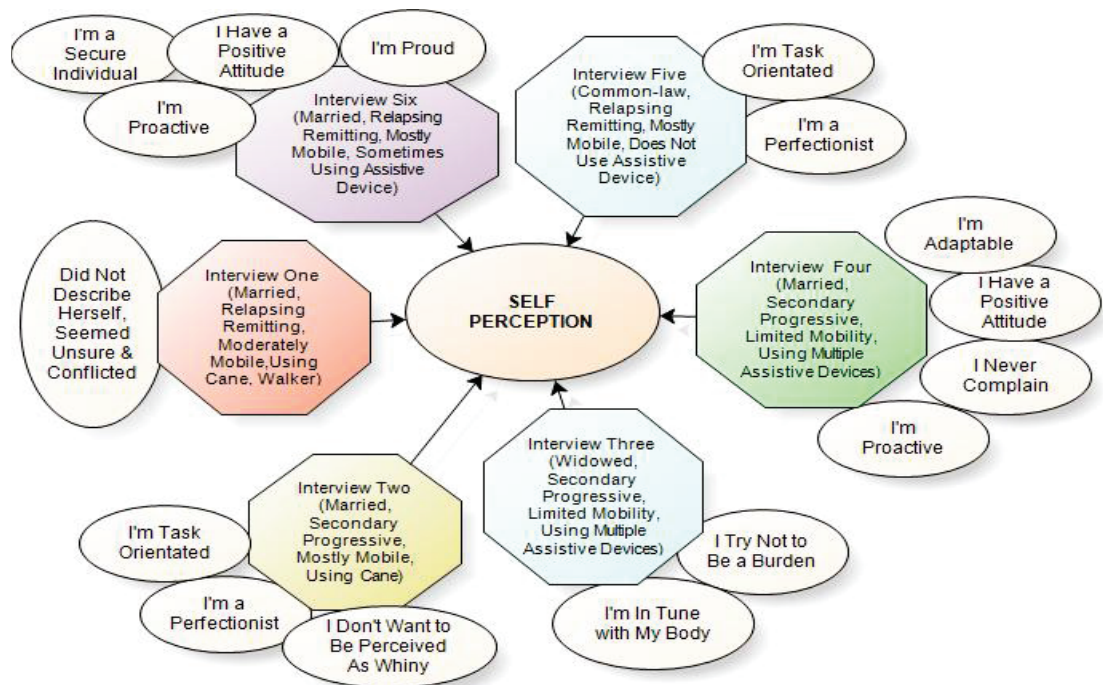 I'm a
Secure
Individual
I Have a
Positive
Attitude
I'm Proud
I'm
Proactive
Interview Six
(Married, Relapsing
Remitting, Mostly
Mobile, Sometimes
Using Assistive
Device)
Interview Five
(Common-law,
Relapsing
Remitting, Mostly
Mobile, Does Not
Use Assistive
Device)
I'm Task
Orientated
I'm a
Perfectionist
Did Not
Describe
Herself,
Seemed
Unsure &
Conflicted
Interview One
(Married,
Relapsing
Remitting,
Moderately
Mobile,Using
Cane, Walker)
SELF
PERCEPTION
Interview Four
(Married,
Secondary
Progressive,
Limited Mobility,
Using Multiple
Assistive Devices)
I'm
Adaptable
I Have a
Positive
Attitude
I Never
Complain
I'm
Proactive
Interview Two
(Married,
Secondary
Progressive,
Mostly Mobile,
Using Cane)
I'm Task
Orientated
I'm a
Perfectionist
I Don't Want to
Be Perceived
As Whiny
Interview Three
(Widowed,
Secondary
Progressive,
Limited Mobility,
Using Multiple
Assistive Devices)
I Try Not to
Be a Burden
I'm In Tune
with My Body